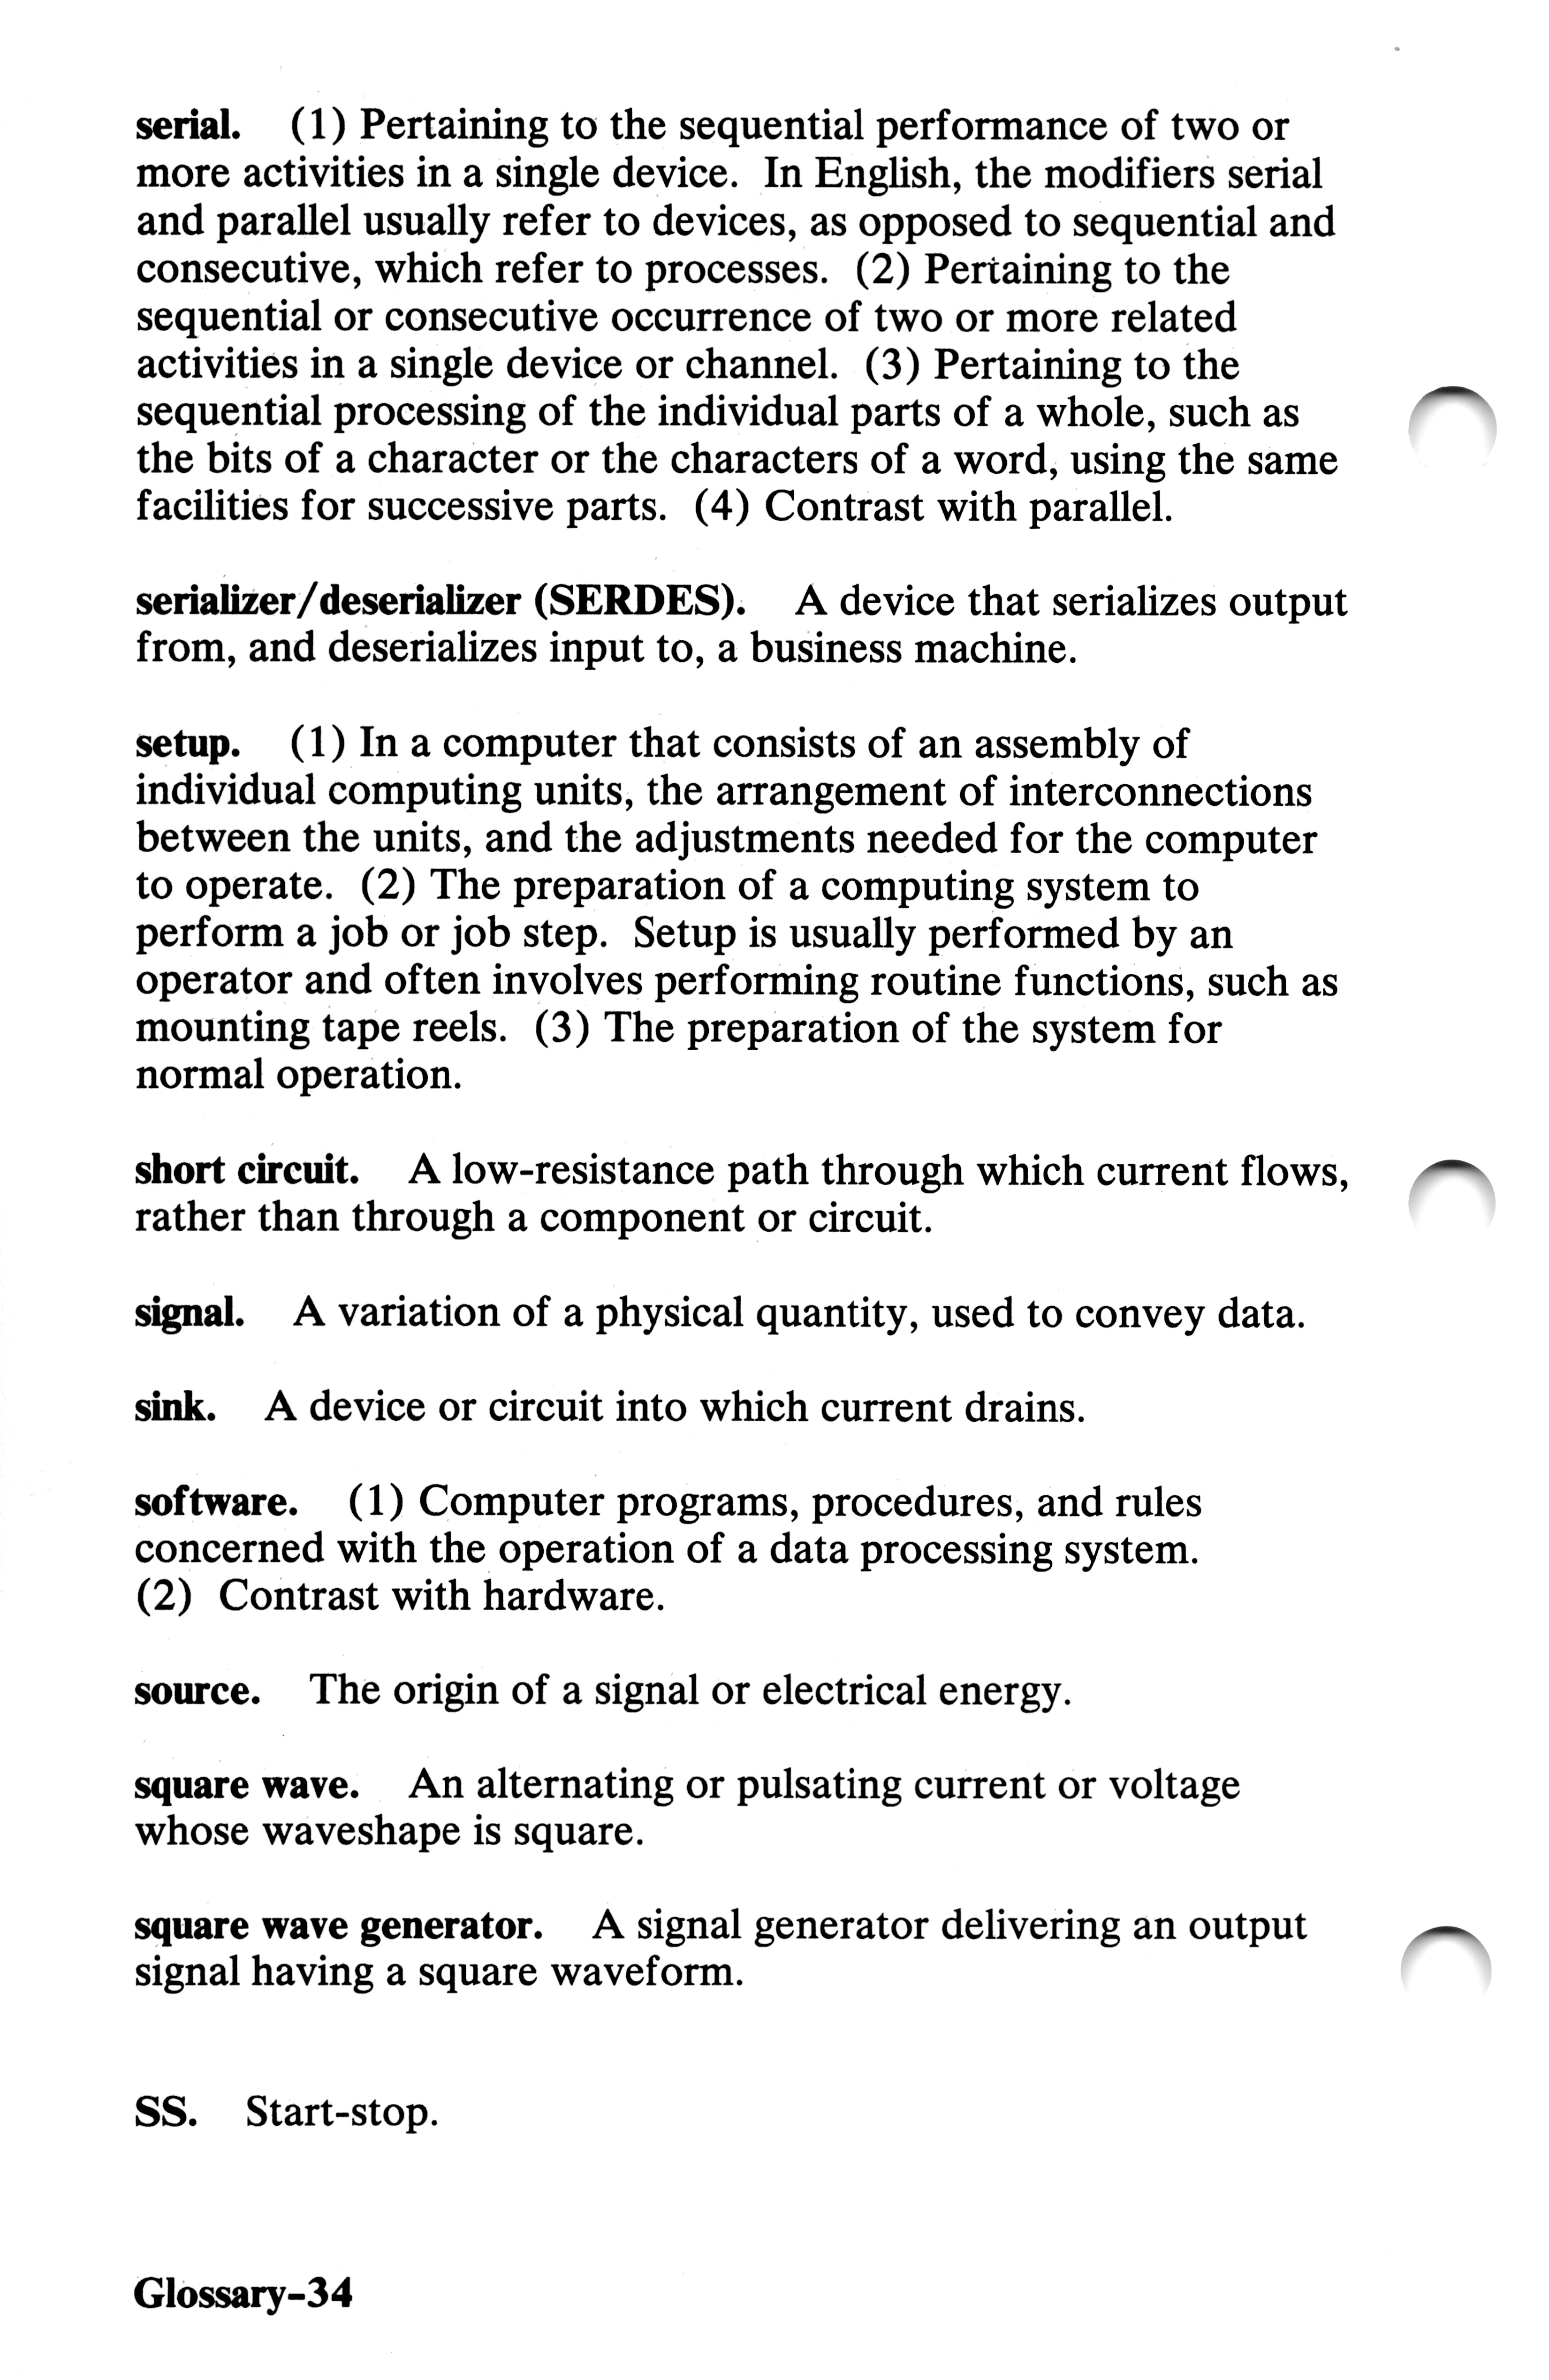 serial. (1) Pertaining to the sequential performance of two or
more activities in a single device. In English, the modifiers serial
and parallel usually refer to devices, as opposed to sequential and
consecutive, which refer to processes. (2) Pertaining to the
sequential or consecutive occurrence of two or more related
activities in a single device or channel. (3) Pertaining to the
sequential processing of the individual parts of a whole, such as
the bits of a character or the characters of a word, using the same
facilities for successive parts. (4) Contrast with parallel.
serializer/deserializer (SERDES). A device that serializes output
from, and deserializes input to, a business machine.
setup. (1) In a computer that consists of an assembly of
individual computing units, the arrangement of interconnections
between the units, and the adjustments needed for the computer
to operate. (2) The preparation of a computing system to
perform a job or job step. Setup is usually performed by an
operator and often involves performing routine functions, such as
mounting tape reels. (3) The preparation of the system for
normal operation.
short circuit. A low-resistance path through which current flows,
rather than through a component or circuit.
signal. A variation of a physical quantity, used to convey data.
sink. A device or circuit into which current drains.
software. (1) Computer programs, procedures, and rules
concerned with the operation of a data processing system.
(2) Contrast with hardware.
source. The origin of a signal or electrical energy.
square wave. An alternating or pulsating current or voltage
whose waveshape is square.
square wave generator. A signal generator delivering an output
signal having a square waveform.
SS. Start-stop.
Glossary-34